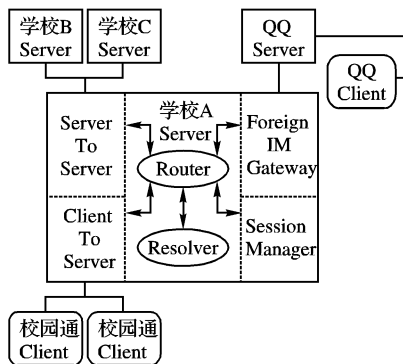 学校B
Server
学校C
Server
QQ
Server
QQ
Client
Server
To
Server
学校A
Server
Router
Foreign
IM
Gateway
Client
To
Server
Resolver
Session
Manager
校园通
Client
校园通
Client